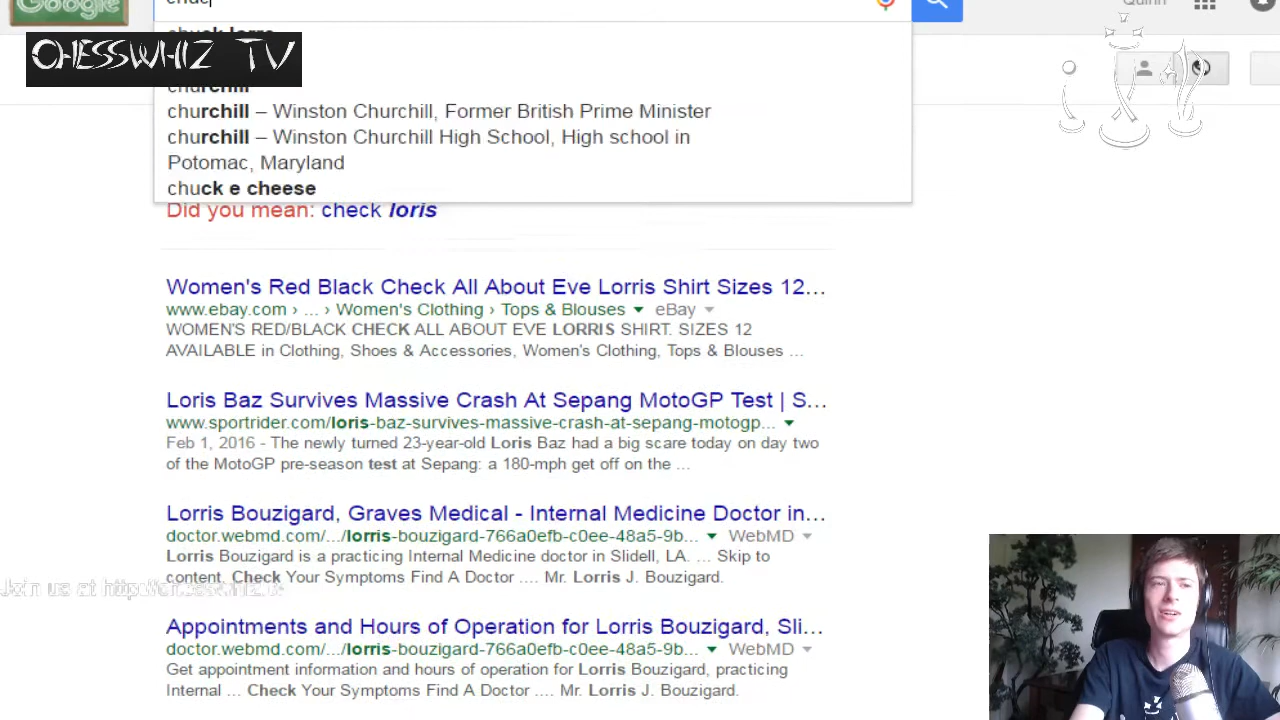 Google
chuc
Quinn
chuck lorris
CHESSWHIZ TV
churchill
churchill – Winston Churchill, Former British Prime Minister
churchill – Winston Churchill High School, High school in
Potomac, Maryland
chuck e cheese
Did you mean: check loris
Women's Red Black Check All About Eve Lorris Shirt Sizes 12...
www.ebay.com › ... › Women's Clothing › Tops & Blouses eBay
WOMEN'S RED/BLACK CHECK ALL ABOUT EVE LORRIS SHIRT. SIZES 12
AVAILABLE in Clothing, Shoes & Accessories, Women's Clothing, Tops & Blouses ...
Loris Baz Survives Massive Crash At Sepang MotoGP Test | S...
www.sportrider.com/loris-baz-survives-massive-crash-at-sepang-motogp...
Feb 1, 2016 - The newly turned 23-year-old Loris Baz had a big scare today on day two
of the MotoGP pre-season test at Sepang: a 180-mph get off on the ...
Lorris Bouzigard, Graves Medical - Internal Medicine Doctor in...
doctor.webmd.com/.../lorris-bouzigard-766a0efb-c0ee-48a5-9b... WebMD
Lorris Bouzigard is a practicing Internal Medicine doctor in Slidell, LA. ... Skip to
content. Check Your Symptoms Find A Doctor .... Mr. Lorris J. Bouzigard.
Join us at
Appointments and Hours of Operation for Lorris Bouzigard, Sli...
doctor.webmd.com/.../lorris-bouzigard-766a0efb-c0ee-48a5-9b... WebMD
Get appointment information and hours of operation for Lorris Bouzigard, practicing
Internal ... Check Your Symptoms Find A Doctor .... Mr. Lorris J. Bouzigard.